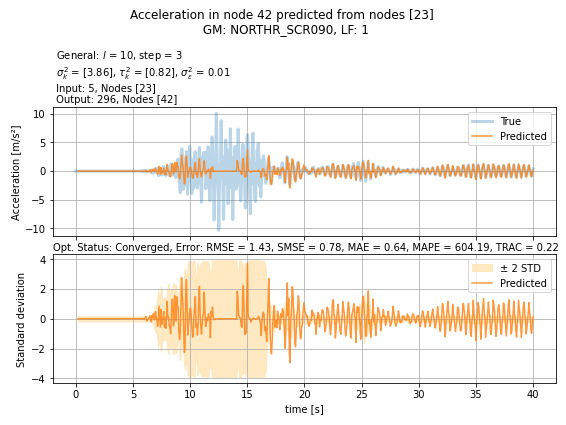 Acceleration in node 42 predicted from nodes [23]
GM: NORTHR_SCR090, LF: 1
General: l = 10, step = 3
σ²ₖ = [3.86], τ²ₖ = [0.82], σ²ε = 0.01
Input: 5, Nodes [23]
Output: 296, Nodes [42]
Acceleration [m/s²]
10
5
0
−5
−10
True
Predicted
Opt. Status: Converged, Error: RMSE = 1.43, SMSE = 0.78, MAE = 0.64, MAPE = 604.19, TRAC = 0.22
Standard deviation
4
2
0
−2
−4
± 2 STD
Predicted
0 5 10 15 20 25 30 35 40
time [s]